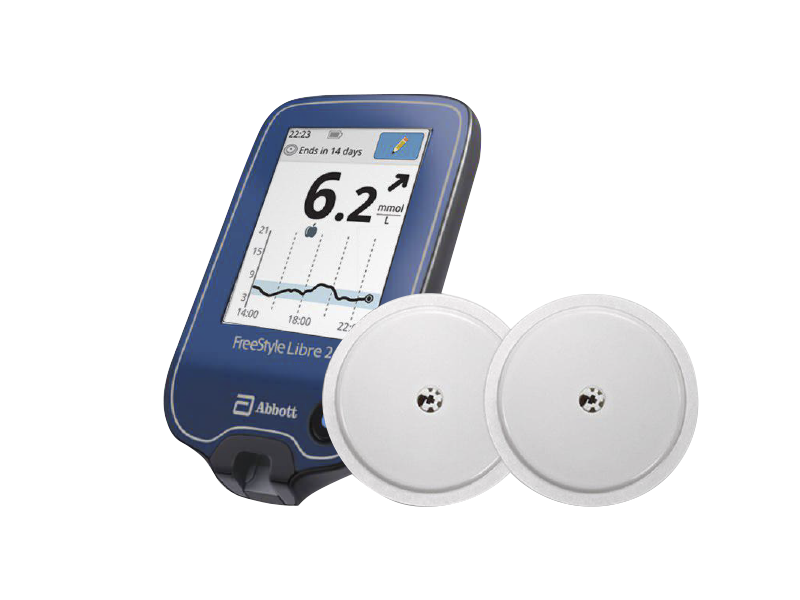 22:23
Ends in 14 days
6.2
mmol
L
21
15
9
3
14:00
18:00
22:
FreeStyle Libre 2
Abbott